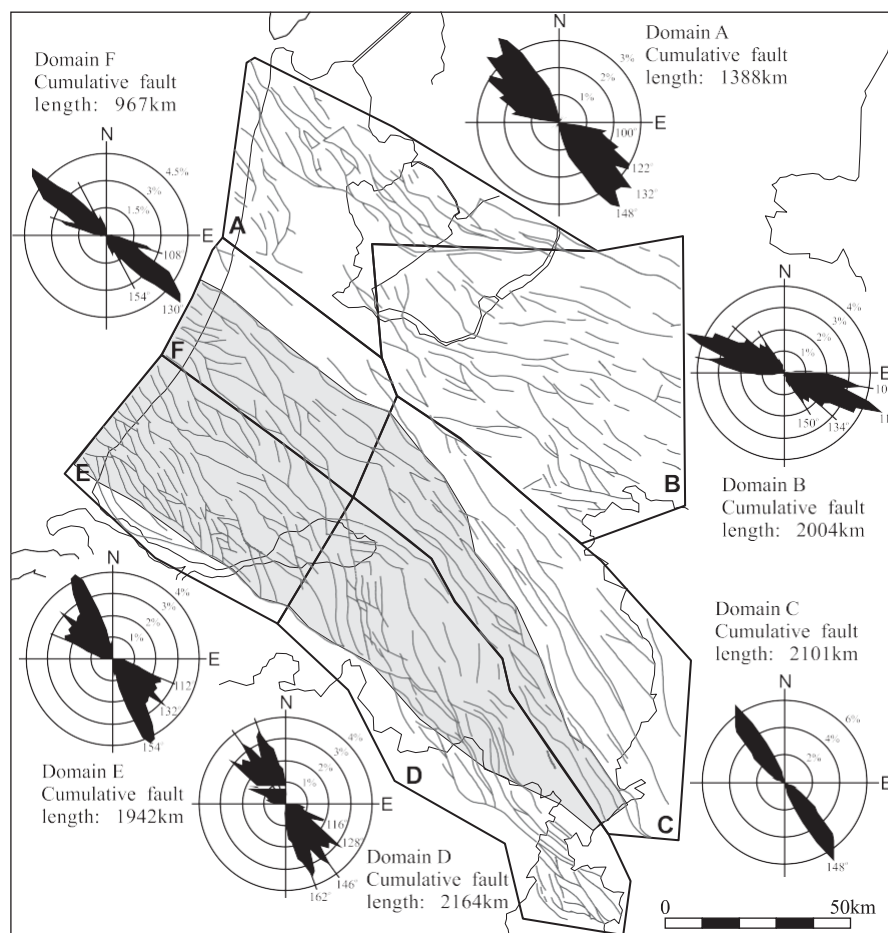 Domain F
Cumulative fault
length: 967km
N
4.5%
3%
1.5%
E
108°
154°
130°
N
Domain A
Cumulative fault
length: 1388km
3%
2%
1%
E
100°
122°
132°
148°
A
F
E
B
D
C
N
4%
3%
2%
1%
E
10
11
134°
150°
Domain B
Cumulative fault
length: 2004km
N
4%
3%
2%
1%
E
112°
132°
154°
Domain E
Cumulative fault
length: 1942km
N
4%
3%
2%
1%
E
116°
128°
146°
162°
Domain D
Cumulative fault
length: 2164km
Domain C
Cumulative fault
length: 2101km
N
6%
4%
2%
E
148°
0 50km